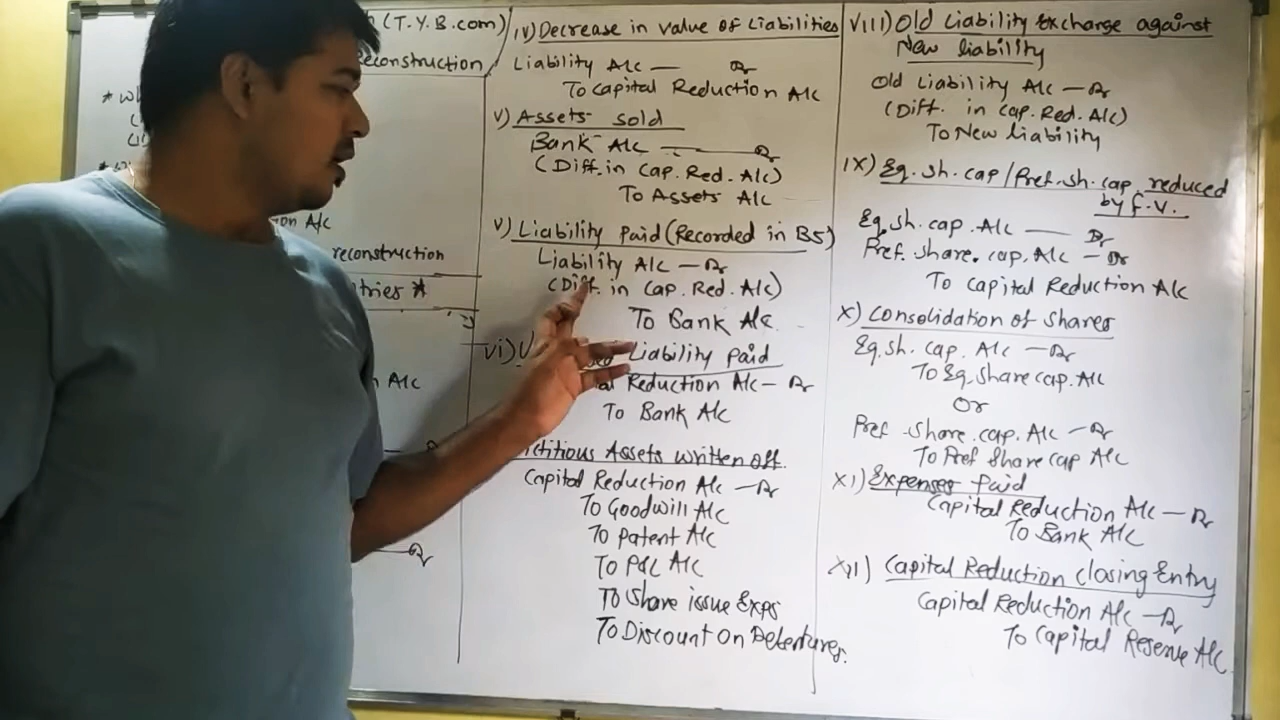 (T.Y.B.com)
econstruction
* Wh
on A/c
reconstruction
tries *
A/c
Dr
iv) Decrease in value of Liabilities
Liability A/c — Dr
To Capital Reduction A/c
v) Assets sold
Bank A/c — Dr
(Diff. in Cap. Red. A/c)
To Assets A/c
v) Liability Paid (Recorded in BS)
Liability A/c — Dr
(Diff. in Cap. Red. A/c)
To Bank A/c
vi) U Liability paid
Reduction A/c — Dr
To Bank A/c
ctitious Assets written off.
Capital Reduction A/c — Dr
To Goodwill A/c
To Patent A/c
To P&L A/c
To Share issue Exps
To Discount on Debentures.
VIII) Old Liability Exchange against
New liability
Old Liability A/c — Dr
(Diff. in Cap. Red. A/c)
To New liability
IX) Eq. sh. cap / Pref. sh. cap. reduced
by F.V.
Eq. sh. cap. A/c — Dr
Pref. share. cap. A/c — Dr
To Capital Reduction A/c
X) Consolidation of Shares
Eq. sh. cap. A/c — Dr
To Eq. Share cap. A/c
Or
Pref share. cap. A/c — Dr
To Pref Share cap A/c
XI) Expenses Paid
Capital Reduction A/c — Dr
To Bank A/c
XII) Capital Reduction Closing Entry
Capital Reduction A/c — Dr
To Capital Reserve A/c